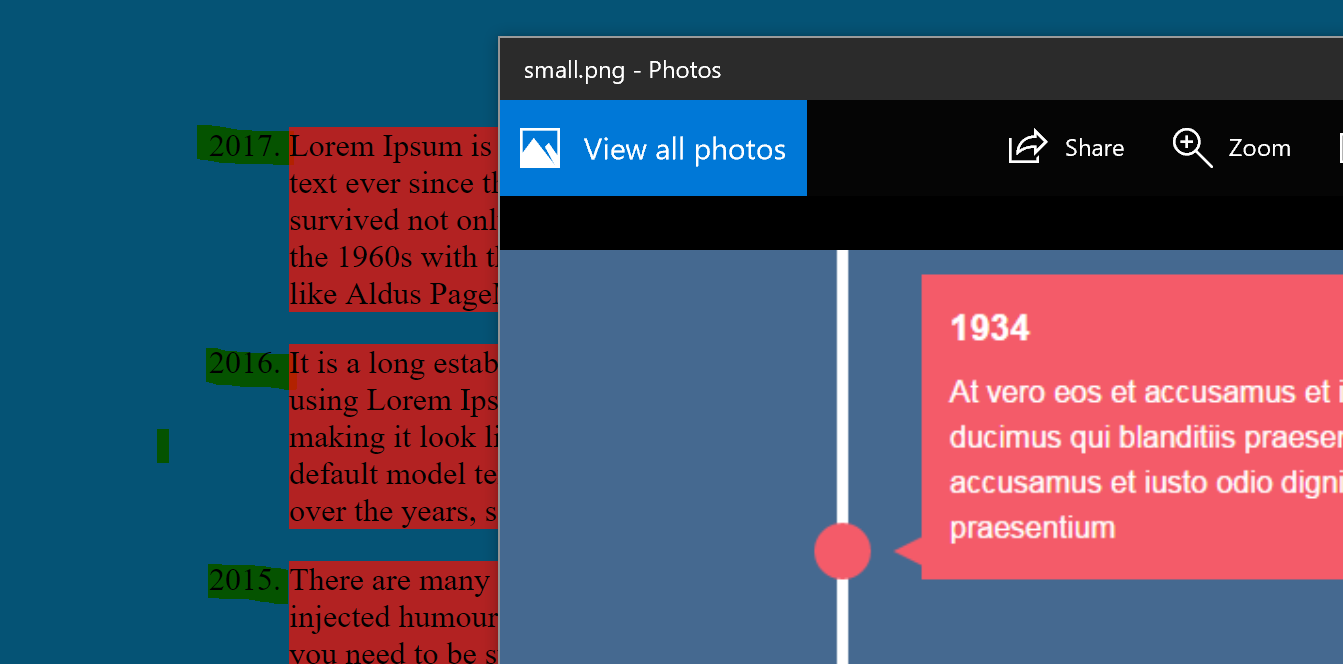 small.png - Photos
View all photos
Share
Zoom
2017. Lorem Ipsum is
text ever since th
survived not onl
the 1960s with th
like Aldus Page
2016. It is a long estab
using Lorem Ips
making it look li
default model te
over the years, s
2015. There are many
injected humour
you need to be s
1934
At vero eos et accusamus et i
ducimus qui blanditiis praeser
accusamus et iusto odio digni
praesentium